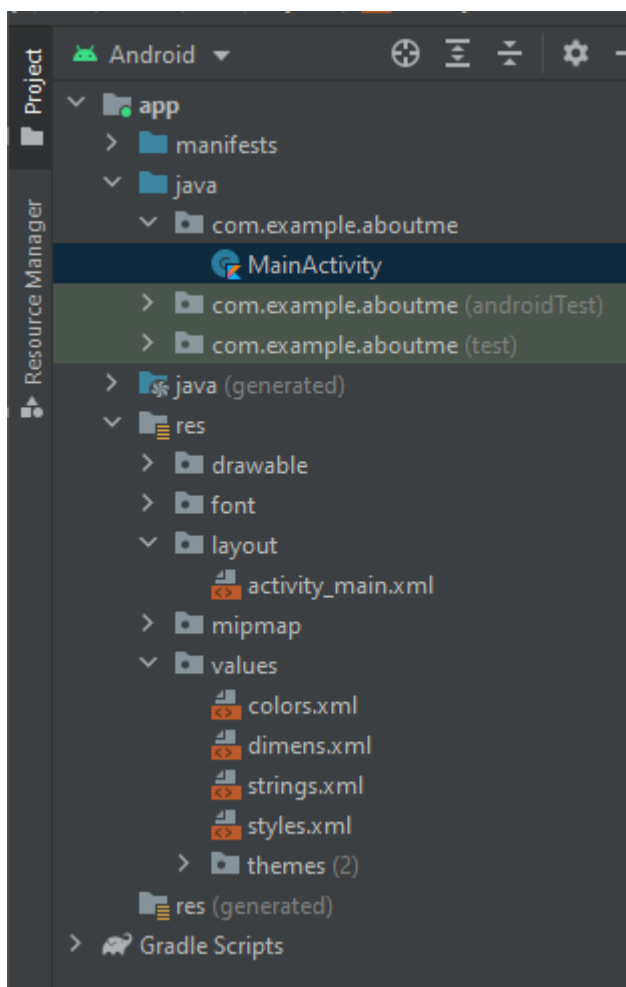 Project
Resource Manager
Android
app
manifests
java
com.example.aboutme
MainActivity
com.example.aboutme (androidTest)
com.example.aboutme (test)
java (generated)
res
drawable
font
layout
activity_main.xml
mipmap
values
colors.xml
dimens.xml
strings.xml
styles.xml
themes (2)
res (generated)
Gradle Scripts